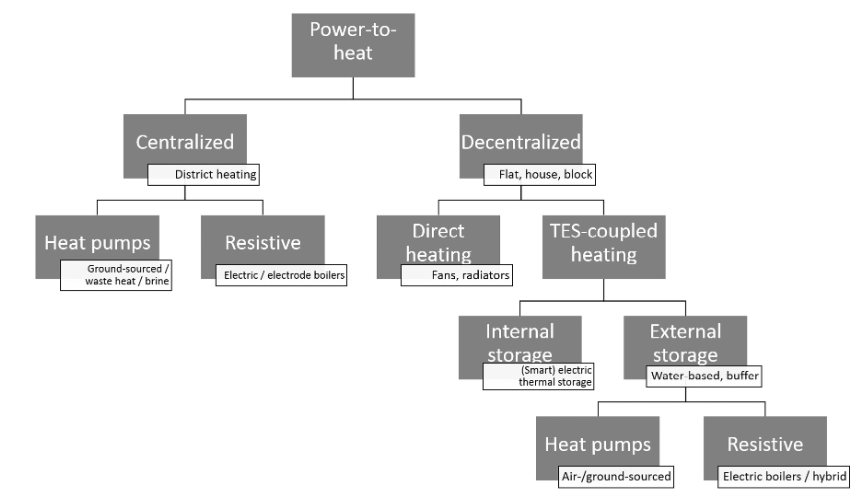 Power-to-
heat
Centralized
District heating
Decentralized
Flat, house, block
Heat pumps
Ground-sourced /
waste heat / brine
Resistive
Electric / electrode boilers
Direct
heating
Fans, radiators
TES-coupled
heating
Internal
storage
(Smart) electric
thermal storage
External
storage
Water-based, buffer
Heat pumps
Air-/ground-sourced
Resistive
Electric boilers / hybrid